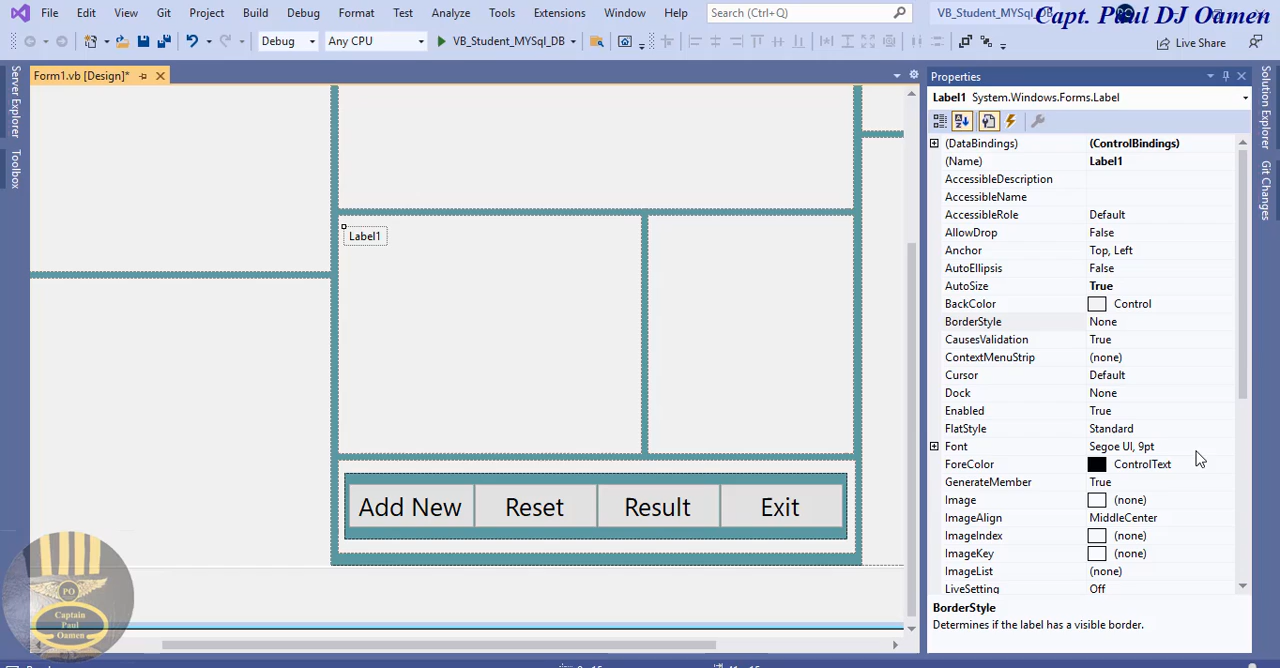 File Edit View Git Project Build Debug Format Test Analyze Tools Extensions Window Help Search (Ctrl+Q) VB_Student_MYSql_DB
Capt. Paul DJ Oamen
Debug Any CPU VB_Student_MYSql_DB Live Share
Form1.vb [Design]*
Server Explorer
Toolbox
Label1
Add New Reset Result Exit
PO
Captain
Paul
Oamen
Properties
Label1 System.Windows.Forms.Label
(DataBindings) (ControlBindings)
(Name) Label1
AccessibleDescription
AccessibleName
AccessibleRole Default
AllowDrop False
Anchor Top, Left
AutoEllipsis False
AutoSize True
BackColor Control
BorderStyle None
CausesValidation True
ContextMenuStrip (none)
Cursor Default
Dock None
Enabled True
FlatStyle Standard
Font Segoe UI, 9pt
ForeColor ControlText
GenerateMember True
Image (none)
ImageAlign MiddleCenter
ImageIndex (none)
ImageKey (none)
ImageList (none)
LiveSetting Off
BorderStyle
Determines if the label has a visible border.
Solution Explorer
Git Changes